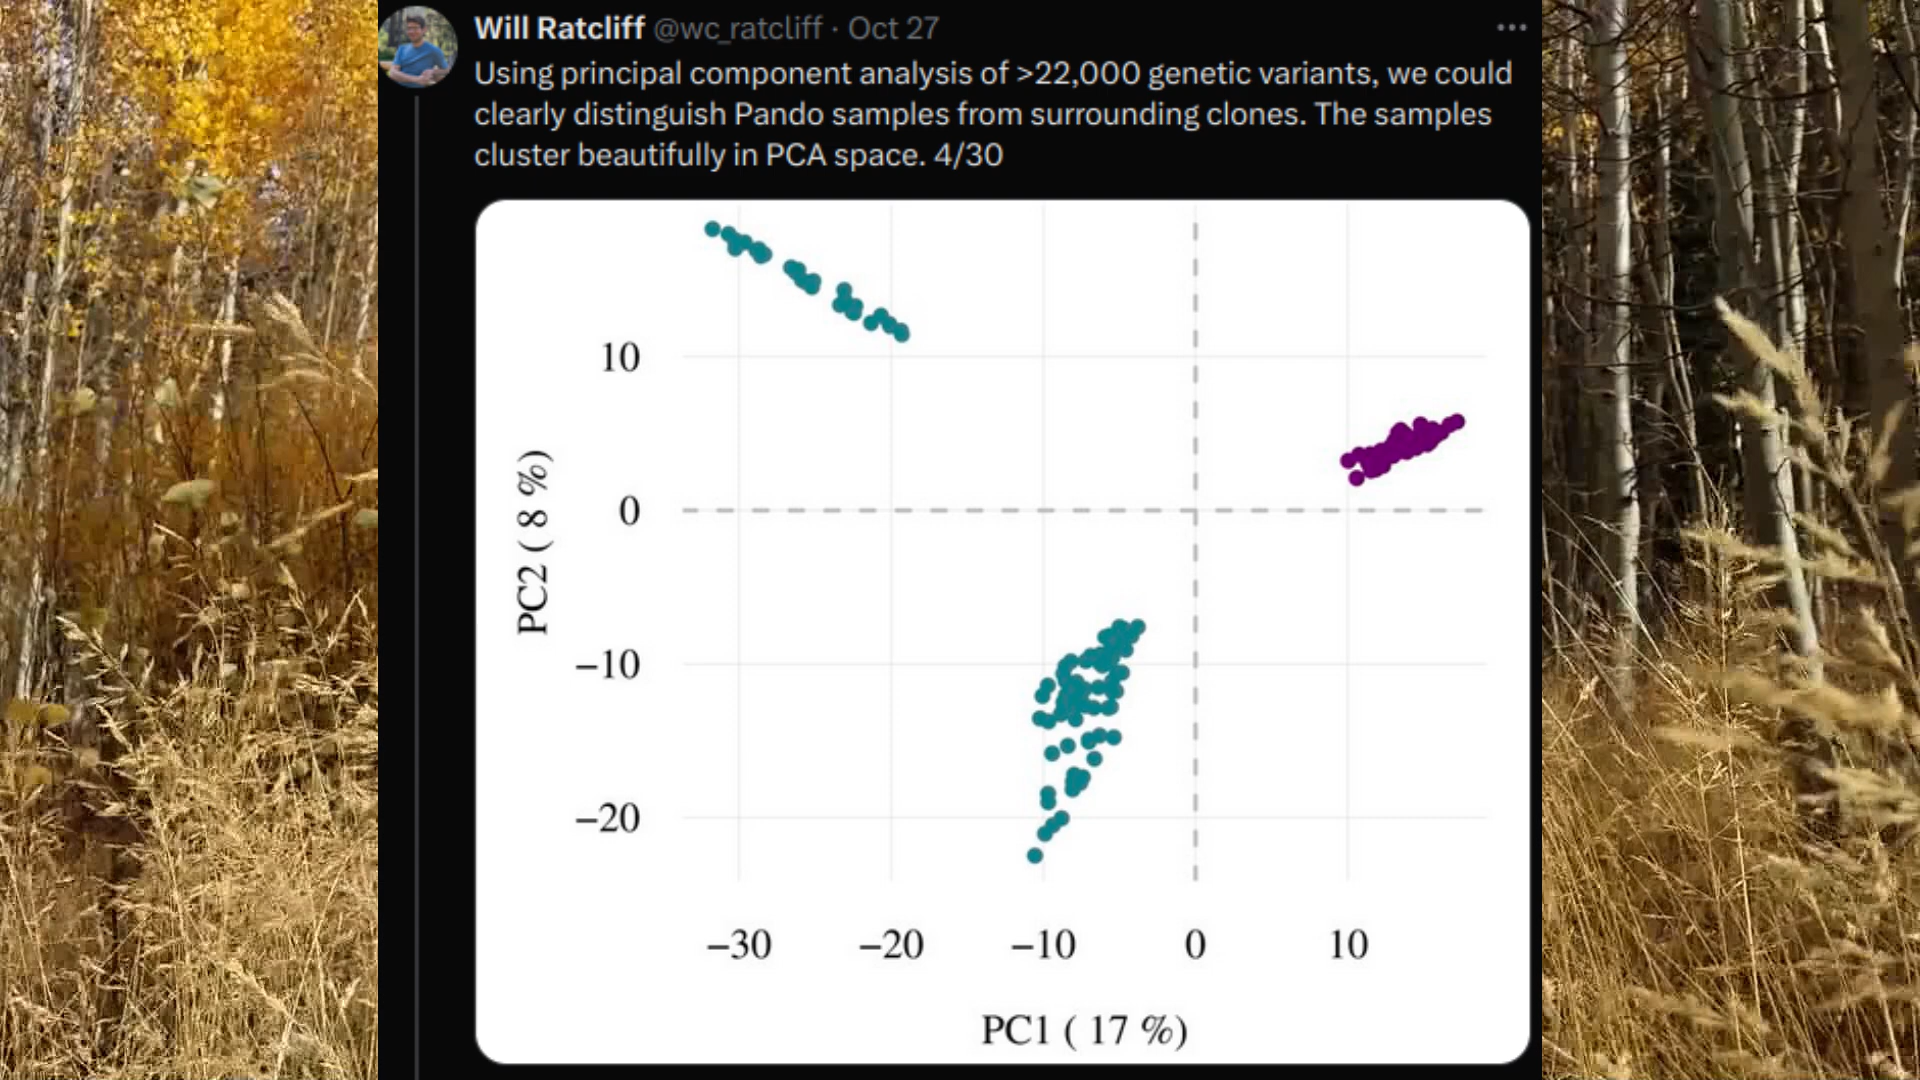 Will Ratcliff @wc_ratcliff · Oct 27
Using principal component analysis of >22,000 genetic variants, we could
clearly distinguish Pando samples from surrounding clones. The samples
cluster beautifully in PCA space. 4/30
10
0
−10
−20
PC2 ( 8 %)
−30 −20 −10 0 10
PC1 ( 17 %)